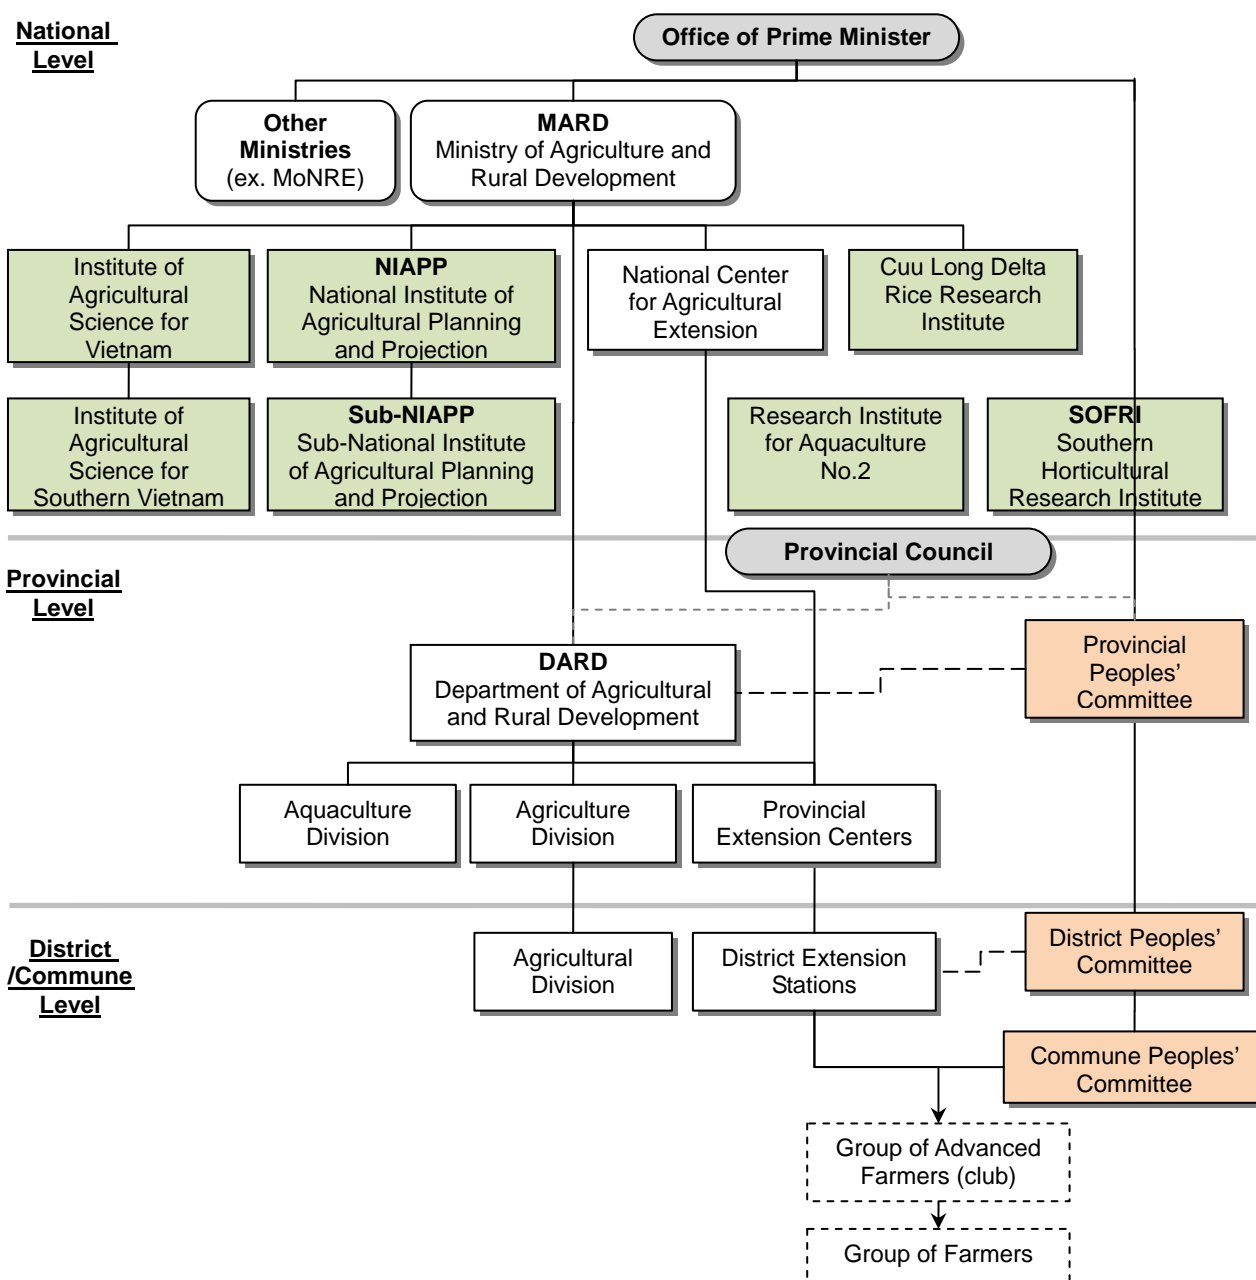 National
Level
Office of Prime Minister
Other
Ministries
(ex. MoNRE)
MARD
Ministry of Agriculture and
Rural Development
Institute of
Agricultural
Science for
Vietnam
NIAPP
National Institute of
Agricultural Planning
and Projection
National Center
for Agricultural
Extension
Cuu Long Delta
Rice Research
Institute
Institute of
Agricultural
Science for
Southern Vietnam
Sub-NIAPP
Sub-National Institute
of Agricultural Planning
and Projection
Research Institute
for Aquaculture
No.2
SOFRI
Southern
Horticultural
Research Institute
Provincial
Level
Provincial Council
DARD
Department of Agricultural
and Rural Development
Provincial
Peoples’
Committee
Aquaculture
Division
Agriculture
Division
Provincial
Extension Centers
District
/Commune
Level
Agricultural
Division
District Extension
Stations
District Peoples’
Committee
Commune Peoples’
Committee
Group of Advanced
Farmers (club)
Group of Farmers